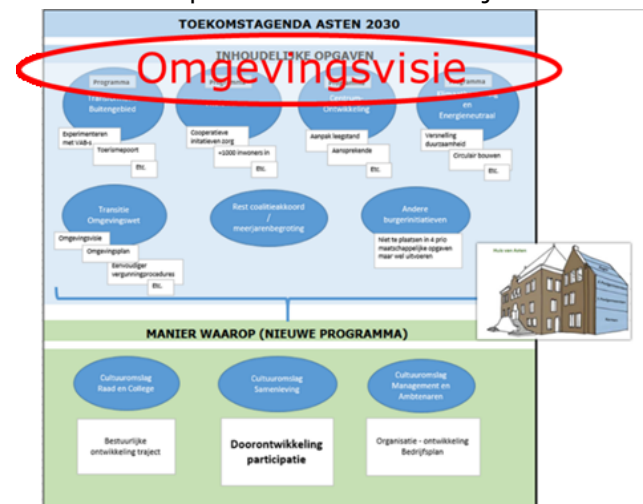 TOEKOMSTAGENDA ASTEN 2030
INHOUDELIJKE OPGAVEN
Omgevingsvisie
Programma
Buitengebied
Centrum-
Ontwikkeling
en
Energieneutraal
Experimenteren
met VAB-s
Toerismepoort
Etc.
Cooperatieve
initiatieven zorg
<1000 inwoners in
Etc.
Aanpak leegstand
Aansprekende
Etc.
Versnelling
duurzaamheid
Circulair bouwen
Etc.
Transitie
Omgevingswet
Omgevingsvisie
Omgevingsplan
Eenvoudiger
vergunningprocedures
Etc.
Rest coalitieakkoord
/
meerjarenbegroting
Andere
burgerinitiatieven
Niet te plaatsen in 4 prio
maatschappelijke opgaven
maar wel uitvoeren
Huis van Asten
MANIER WAAROP (NIEUWE PROGRAMMA)
Cultuuromslag
Raad en College
Cultuuromslag
Samenleving
Cultuuromslag
Management en
Ambtenaren
Bestuurlijke
ontwikkeling traject
Doorontwikkeling
participatie
Organisatie - ontwikkeling
Bedrijfsplan